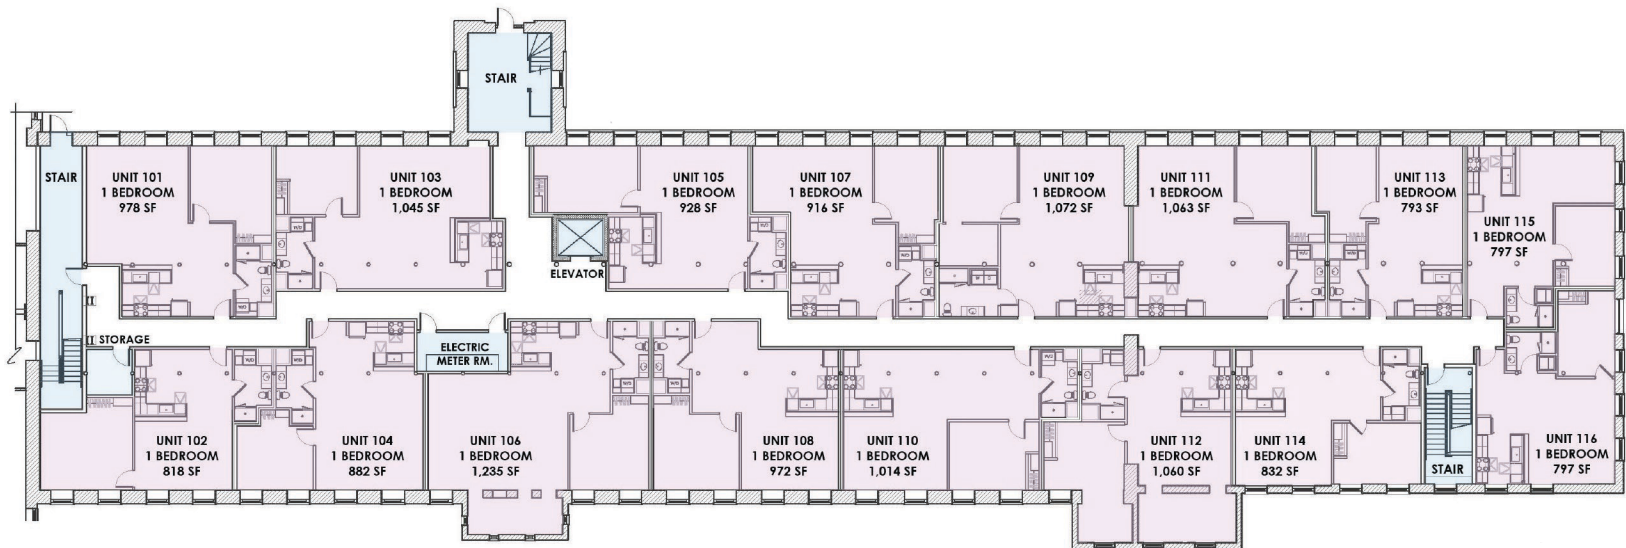 STAIR
STAIR
UNIT 101
1 BEDROOM
978 SF
UNIT 103
1 BEDROOM
1,045 SF
UNIT 105
1 BEDROOM
928 SF
UNIT 107
1 BEDROOM
916 SF
UNIT 109
1 BEDROOM
1,072 SF
UNIT 111
1 BEDROOM
1,063 SF
UNIT 113
1 BEDROOM
793 SF
UNIT 115
1 BEDROOM
797 SF
ELEVATOR
STORAGE
ELECTRIC
METER RM.
UNIT 102
1 BEDROOM
818 SF
UNIT 104
1 BEDROOM
882 SF
UNIT 106
1 BEDROOM
1,235 SF
UNIT 108
1 BEDROOM
972 SF
UNIT 110
1 BEDROOM
1,014 SF
UNIT 112
1 BEDROOM
1,060 SF
UNIT 114
1 BEDROOM
832 SF
STAIR
UNIT 116
1 BEDROOM
797 SF